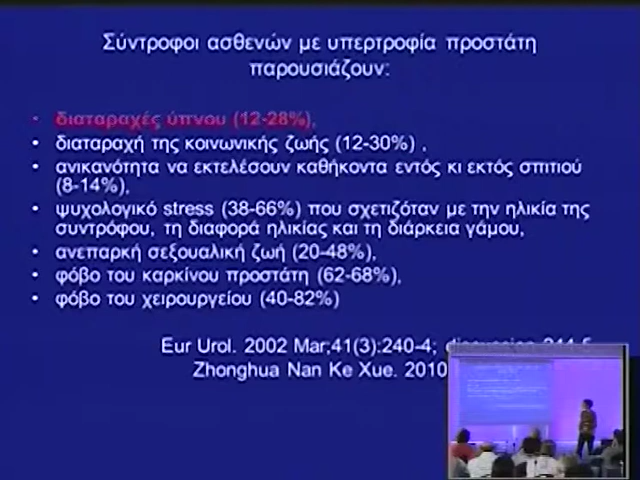 Σύντροφοι ασθενών με υπερτροφία προστάτη
παρουσιάζουν:
• διαταραχές ύπνου (12-28%),
• διαταραχή της κοινωνικής ζωής (12-30%) ,
• ανικανότητα να εκτελέσουν καθήκοντα εντός κι εκτός σπιτιού
(8-14%),
• ψυχολογικό stress (38-66%) που σχετιζόταν με την ηλικία της
συντρόφου, τη διαφορά ηλικίας και τη διάρκεια γάμου,
• ανεπαρκή σεξουαλική ζωή (20-48%),
• φόβο του καρκίνου προστάτη (62-68%),
• φόβο του χειρουργείου (40-82%)
Eur Urol. 2002 Mar;41(3):240-4;
Zhonghua Nan Ke Xue. 2010